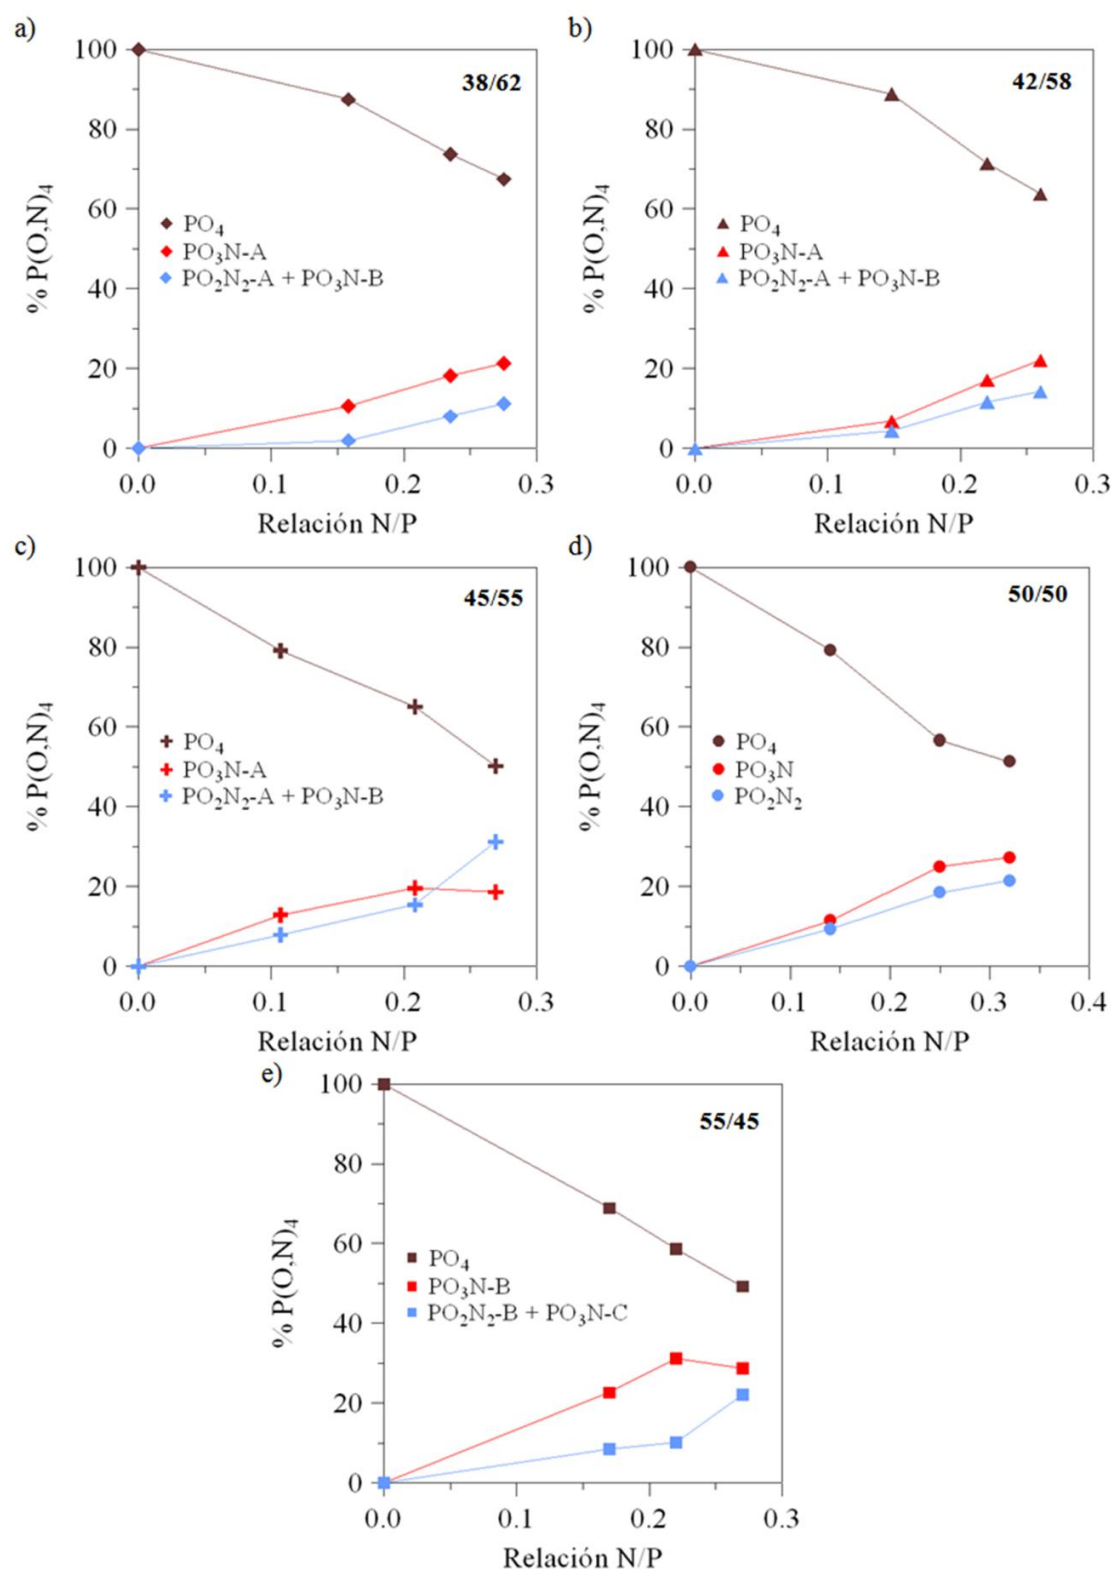 a)
38/62
100
80
60
40
20
0
% P(O,N)₄
PO₄
PO₃N-A
PO₂N₂-A + PO₃N-B
0.0 0.1 0.2 0.3
Relación N/P
b)
42/58
100
80
60
40
20
0
% P(O,N)₄
PO₄
PO₃N-A
PO₂N₂-A + PO₃N-B
0.0 0.1 0.2 0.3
Relación N/P
c)
45/55
100
80
60
40
20
0
% P(O,N)₄
PO₄
PO₃N-A
PO₂N₂-A + PO₃N-B
0.0 0.1 0.2 0.3
Relación N/P
d)
50/50
100
80
60
40
20
0
% P(O,N)₄
PO₄
PO₃N
PO₂N₂
0.0 0.1 0.2 0.3 0.4
Relación N/P
e)
55/45
100
80
60
40
20
0
% P(O,N)₄
PO₄
PO₃N-B
PO₂N₂-B + PO₃N-C
0.0 0.1 0.2 0.3
Relación N/P